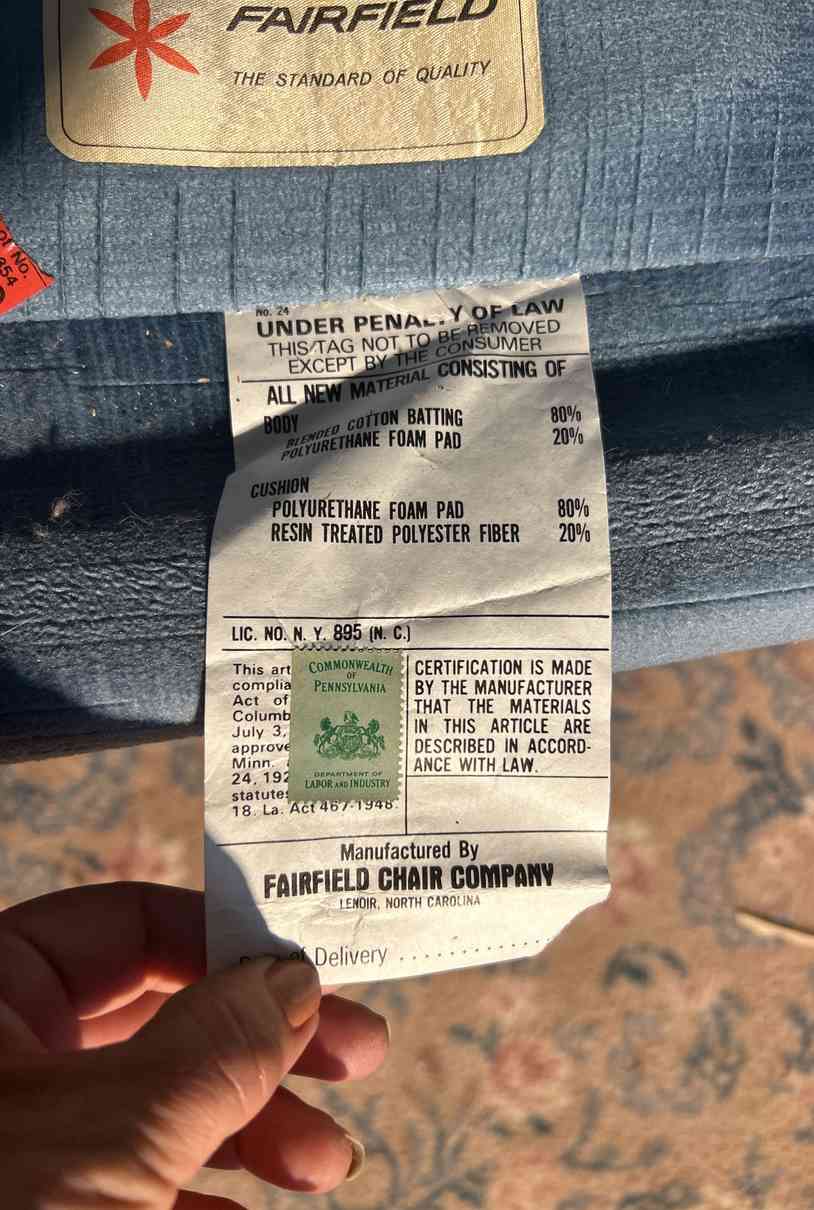 FAIRFIELD
THE STANDARD OF QUALITY
No.
54
No. 24
UNDER PENALTY OF LAW
THIS TAG NOT TO BE REMOVED
EXCEPT BY THE CONSUMER
ALL NEW MATERIAL CONSISTING OF
BODY
BLENDED COTTON BATTING 80%
POLYURETHANE FOAM PAD 20%
CUSHION
POLYURETHANE FOAM PAD 80%
RESIN TREATED POLYESTER FIBER 20%
LIC. NO. N. Y. 895 (N. C.)
This art
complia
Act of
Columb
July 3,
approve
Minn.
24, 192
statutes
18. La. Act 467-1948.
COMMONWEALTH
OF
PENNSYLVANIA
DEPARTMENT OF
LABOR AND INDUSTRY
CERTIFICATION IS MADE
BY THE MANUFACTURER
THAT THE MATERIALS
IN THIS ARTICLE ARE
DESCRIBED IN ACCORD-
ANCE WITH LAW.
Manufactured By
FAIRFIELD CHAIR COMPANY
LENOIR, NORTH CAROLINA
of Delivery ................